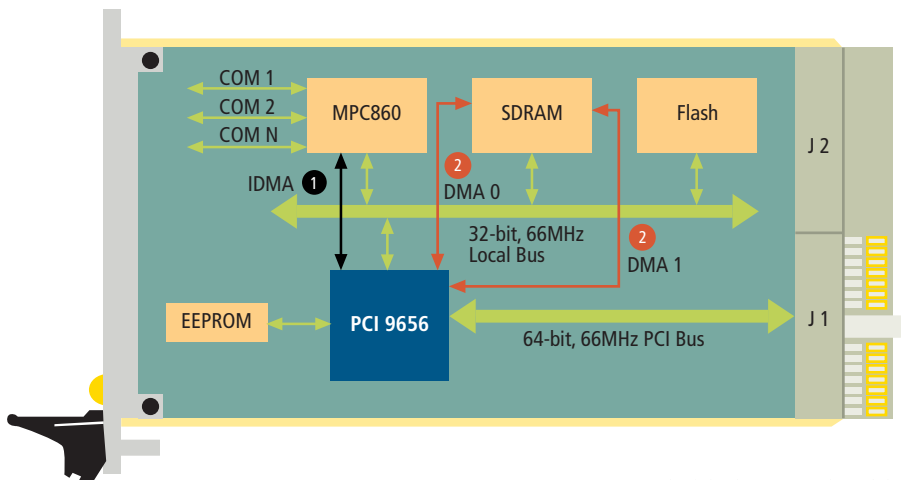 COM 1
COM 2
COM N
MPC860
SDRAM
Flash
J 2
IDMA 1
2
DMA 0
32-bit, 66MHz
Local Bus
2
DMA 1
EEPROM
PCI 9656
64-bit, 66MHz PCI Bus
J 1